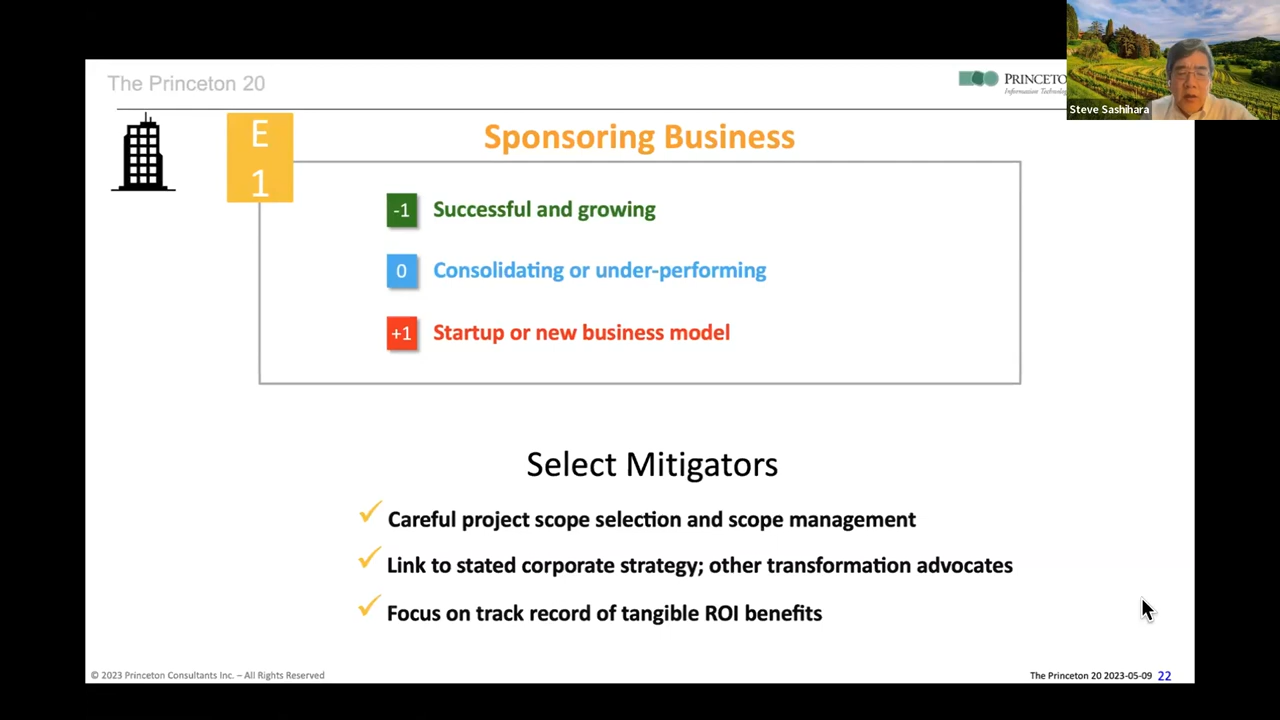 The Princeton 20
PRINCETO
Information Technology
Steve Sashihara
E
1
Sponsoring Business
-1 Successful and growing
0 Consolidating or under-performing
+1 Startup or new business model
Select Mitigators
✓ Careful project scope selection and scope management
✓ Link to stated corporate strategy; other transformation advocates
✓ Focus on track record of tangible ROI benefits
© 2023 Princeton Consultants Inc. – All Rights Reserved
The Princeton 20 2023-05-09 22